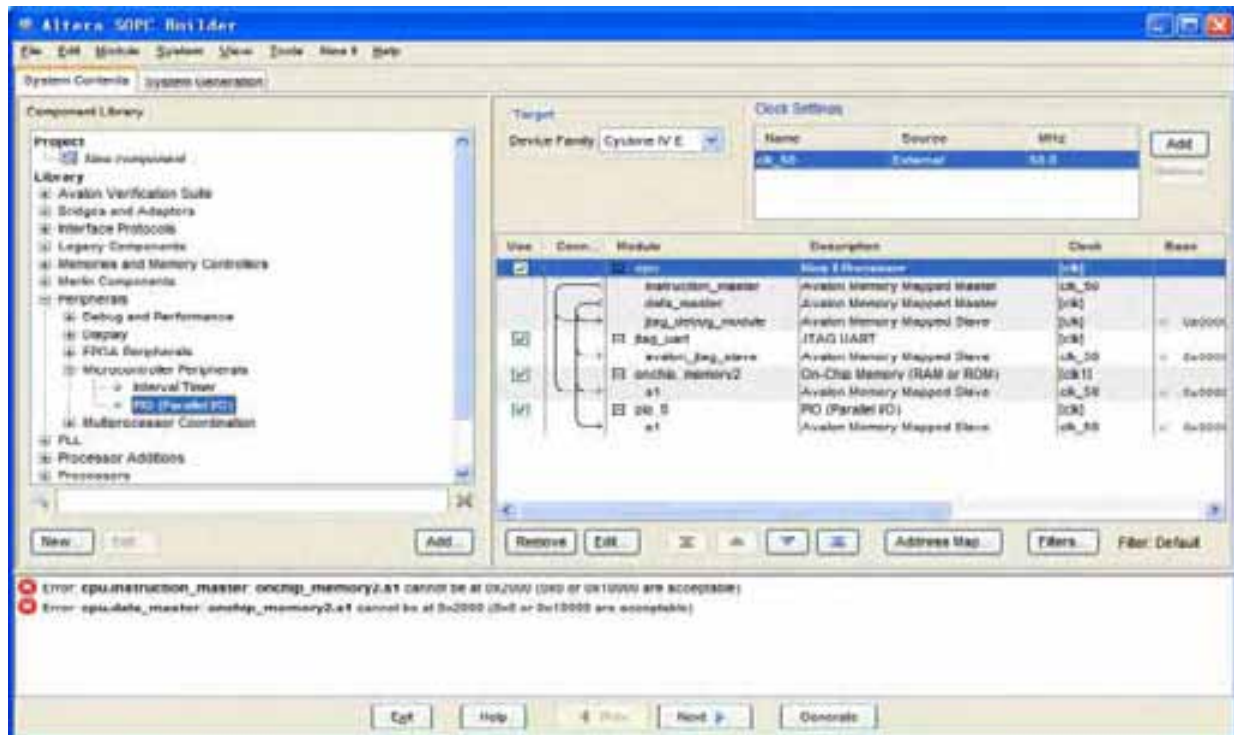 Altera SOPC Builder
File Edit Module System View Tools Nios II Help
System Contents System Generation
Component Library
Project
New component
Library
Avalon Verification Suite
Bridges and Adapters
Interface Protocols
Legacy Components
Memories and Memory Controllers
Merlin Components
Peripherals
Debug and Performance
Display
FPGA Peripherals
Microcontroller Peripherals
Interval Timer
PIO (Parallel I/O)
Multiprocessor Coordination
PLL
Processor Additions
Processors
New... Edit... Add...
Target
Device Family Cyclone IV E
Clock Settings
Name Source MHz
clk_50 External 50.0
Add
Remove
Use Conn... Module Description Clock Base
cpu Nios II Processor [clk]
instruction_master Avalon Memory Mapped Master clk_50
data_master Avalon Memory Mapped Master [clk]
jtag_debug_module Avalon Memory Mapped Slave [clk]
jtag_uart JTAG UART [clk]
avalon_jtag_slave Avalon Memory Mapped Slave clk_50
onchip_memory2 On-Chip Memory (RAM or ROM) [clk1]
s1 Avalon Memory Mapped Slave clk_50
pio_0 PIO (Parallel I/O) [clk]
s1 Avalon Memory Mapped Slave clk_50
Remove Edit... Address Map... Filters... Filter: Default
Error: cpu.instruction_master: onchip_memory2.s1 cannot be at 0x2000 (0x0 or 0x10000 are acceptable)
Error: cpu.data_master: onchip_memory2.s1 cannot be at 0x2000 (0x0 or 0x10000 are acceptable)
Exit Help Prev Next Generate